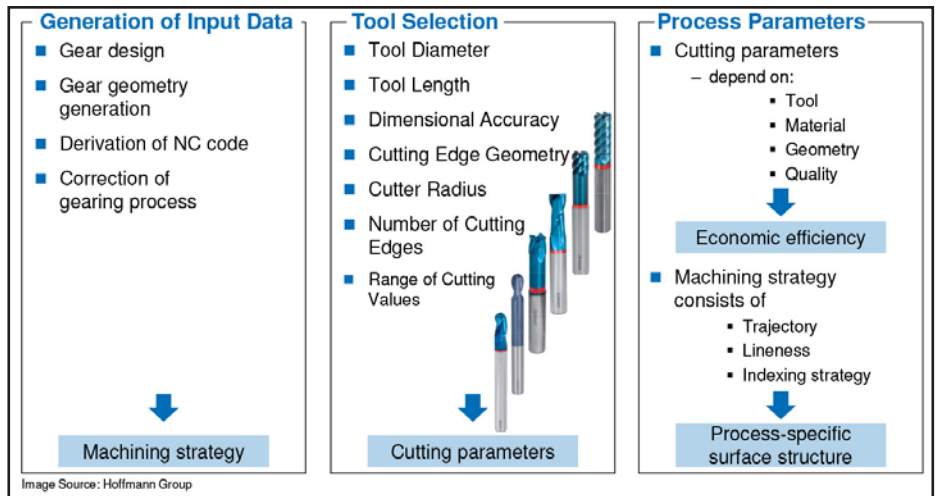 Generation of Input Data
Gear design
Gear geometry
generation
Derivation of NC code
Correction of
gearing process
Machining strategy
Tool Selection
Tool Diameter
Tool Length
Dimensional Accuracy
Cutting Edge Geometry
Cutter Radius
Number of Cutting
Edges
Range of Cutting
Values
Cutting parameters
Process Parameters
Cutting parameters
– depend on:
Tool
Material
Geometry
Quality
Economic efficiency
Machining strategy
consists of
Trajectory
Lineness
Indexing strategy
Process-specific
surface structure
Image Source: Hoffmann Group